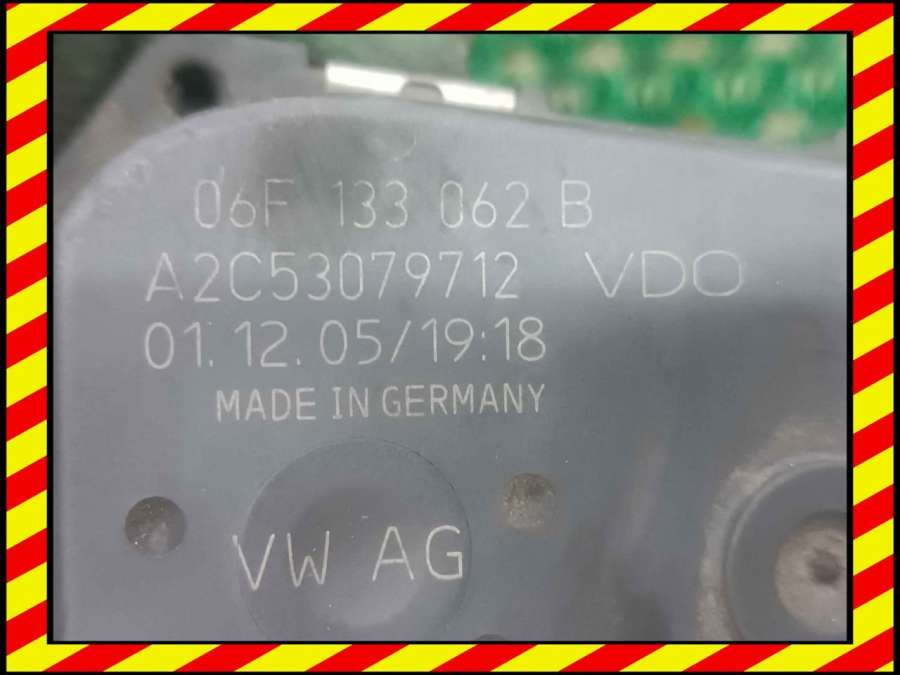 06F 133 062 B
A2C53079712 VDO
01.12.05/19:18
MADE IN GERMANY
VW AG